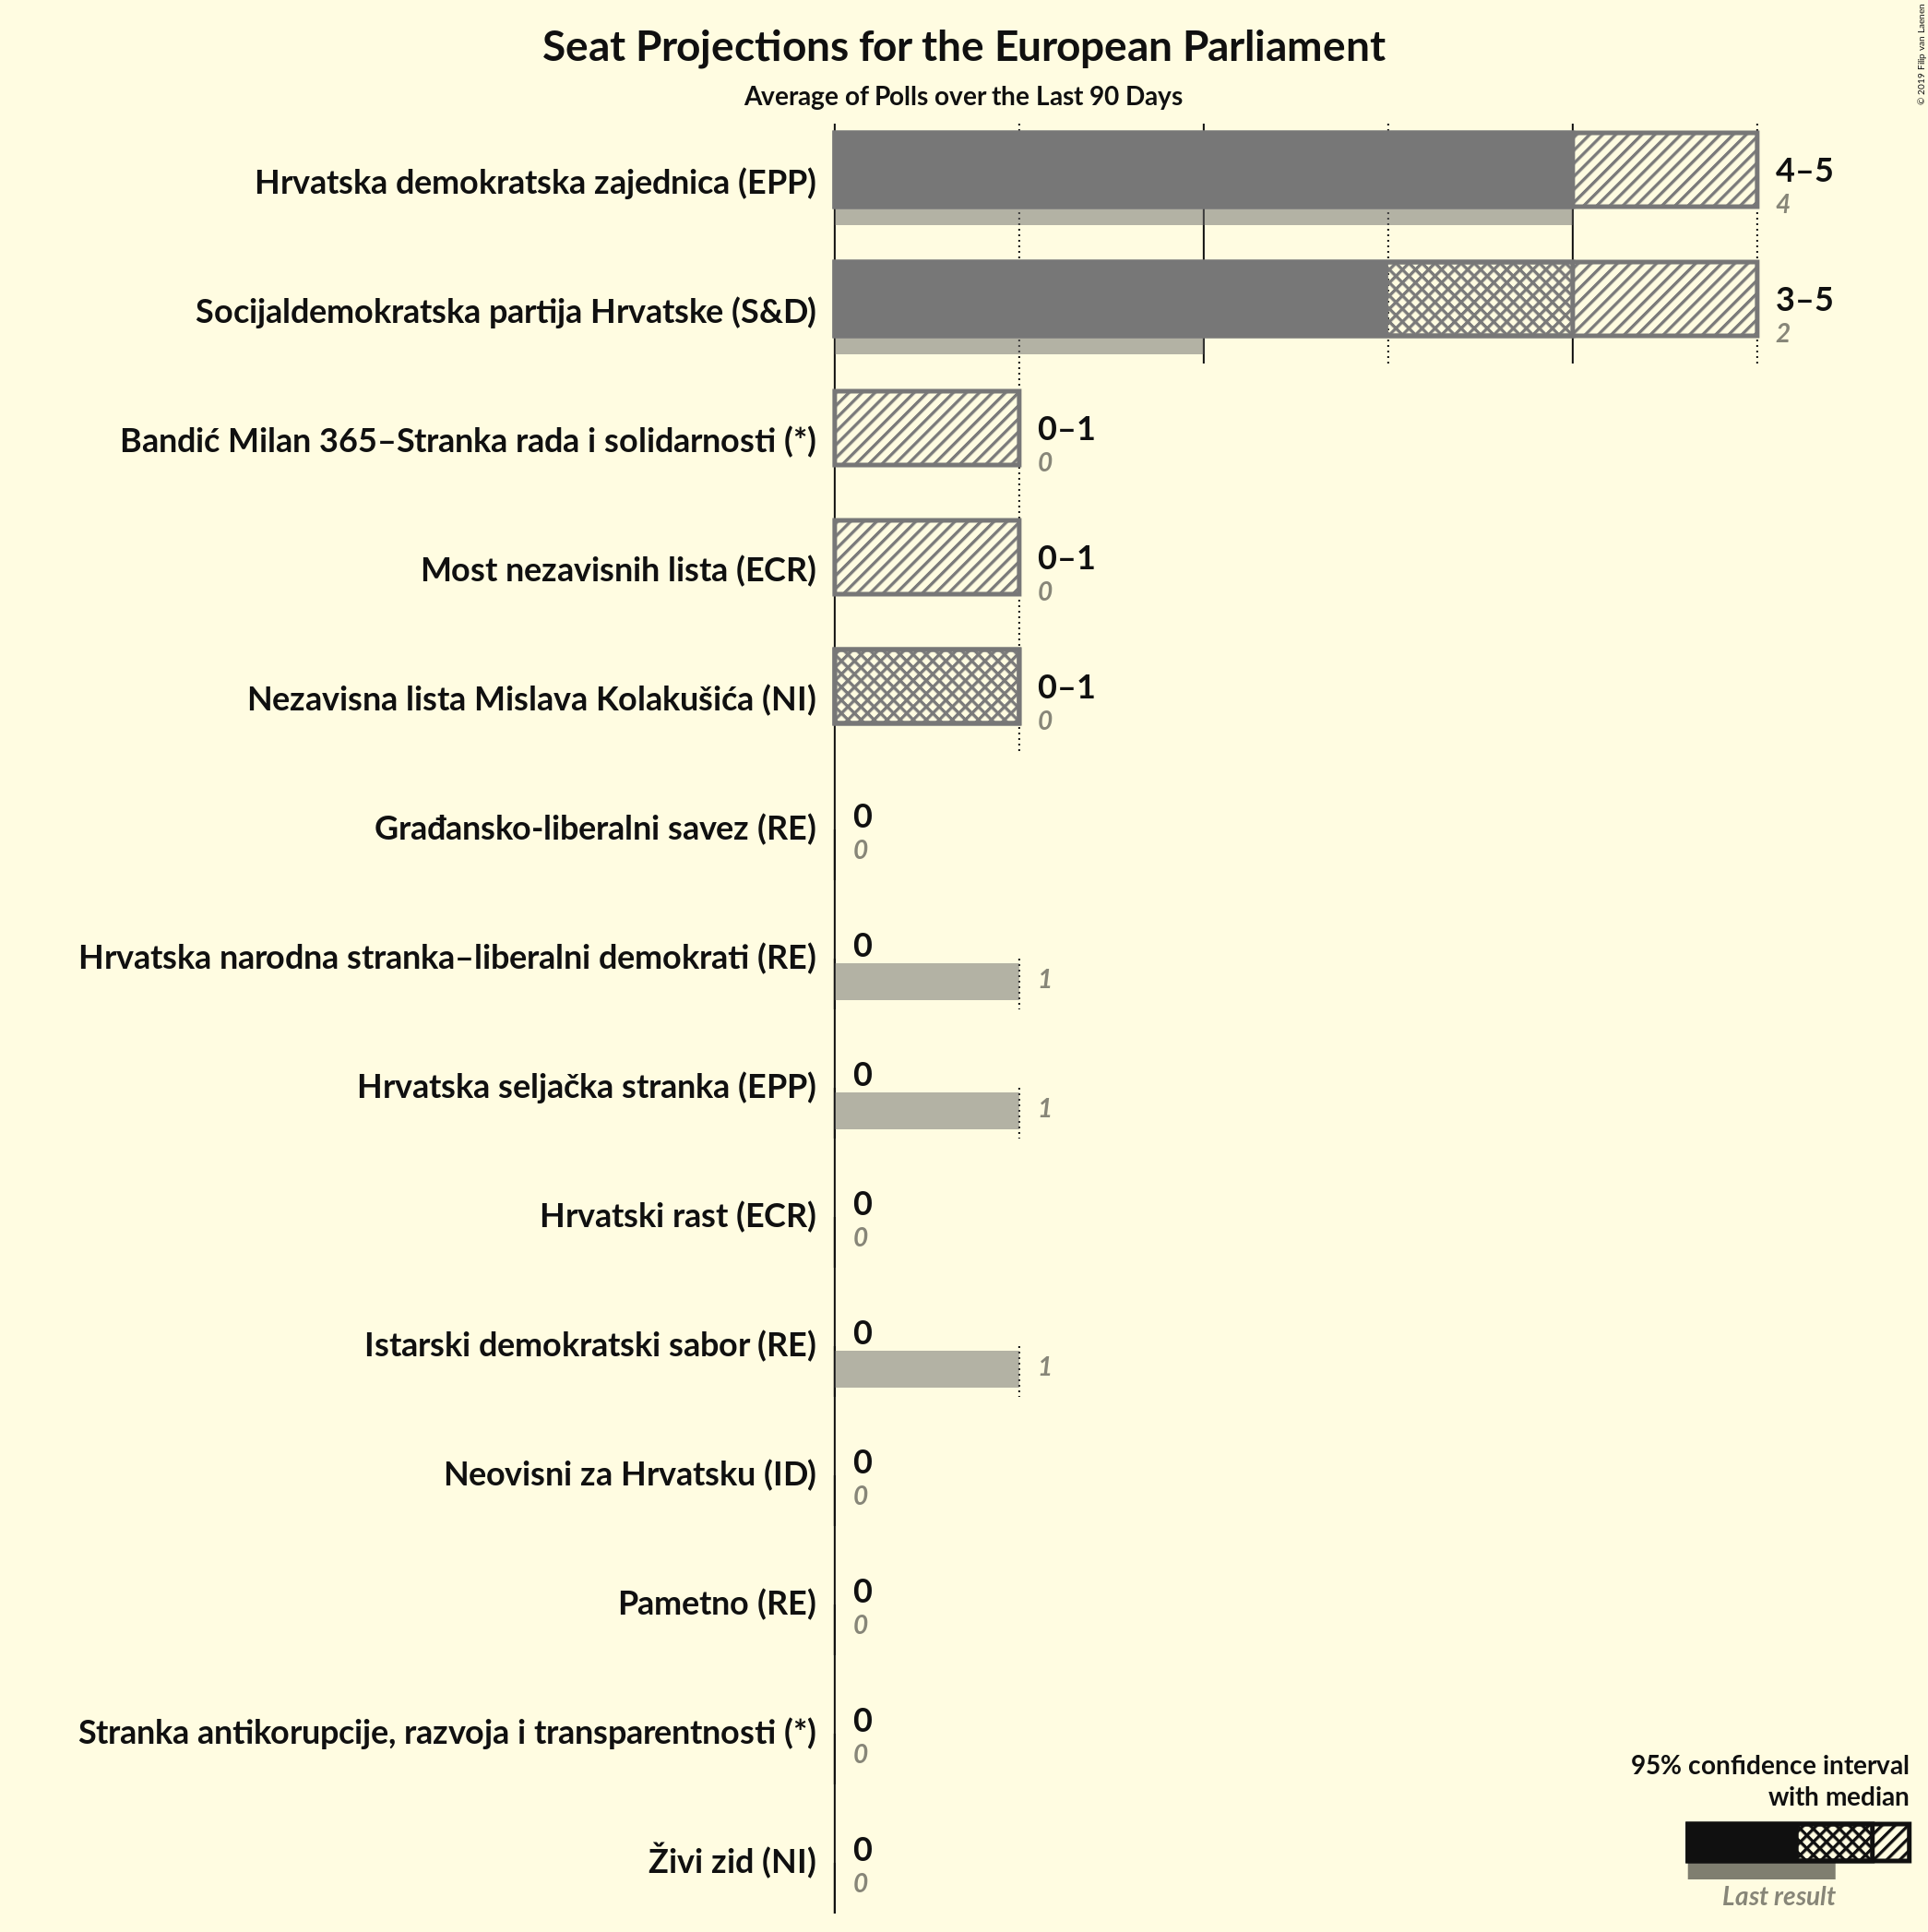 Seat Projections for the European Parliament
Average of Polls over the Last 90 Days
© 2019 Filip van Laenen
Hrvatska demokratska zajednica (EPP)
4–5
4
Socijaldemokratska partija Hrvatske (S&D)
3–5
2
Bandić Milan 365–Stranka rada i solidarnosti (*)
0–1
0
Most nezavisnih lista (ECR)
0–1
0
Nezavisna lista Mislava Kolakušića (NI)
0–1
0
Građansko-liberalni savez (RE)
0
0
Hrvatska narodna stranka–liberalni demokrati (RE)
0
1
Hrvatska seljačka stranka (EPP)
0
1
Hrvatski rast (ECR)
0
0
Istarski demokratski sabor (RE)
0
1
Neovisni za Hrvatsku (ID)
0
0
Pametno (RE)
0
0
Stranka antikorupcije, razvoja i transparentnosti (*)
0
0
Živi zid (NI)
0
0
95% confidence interval
with median
Last result